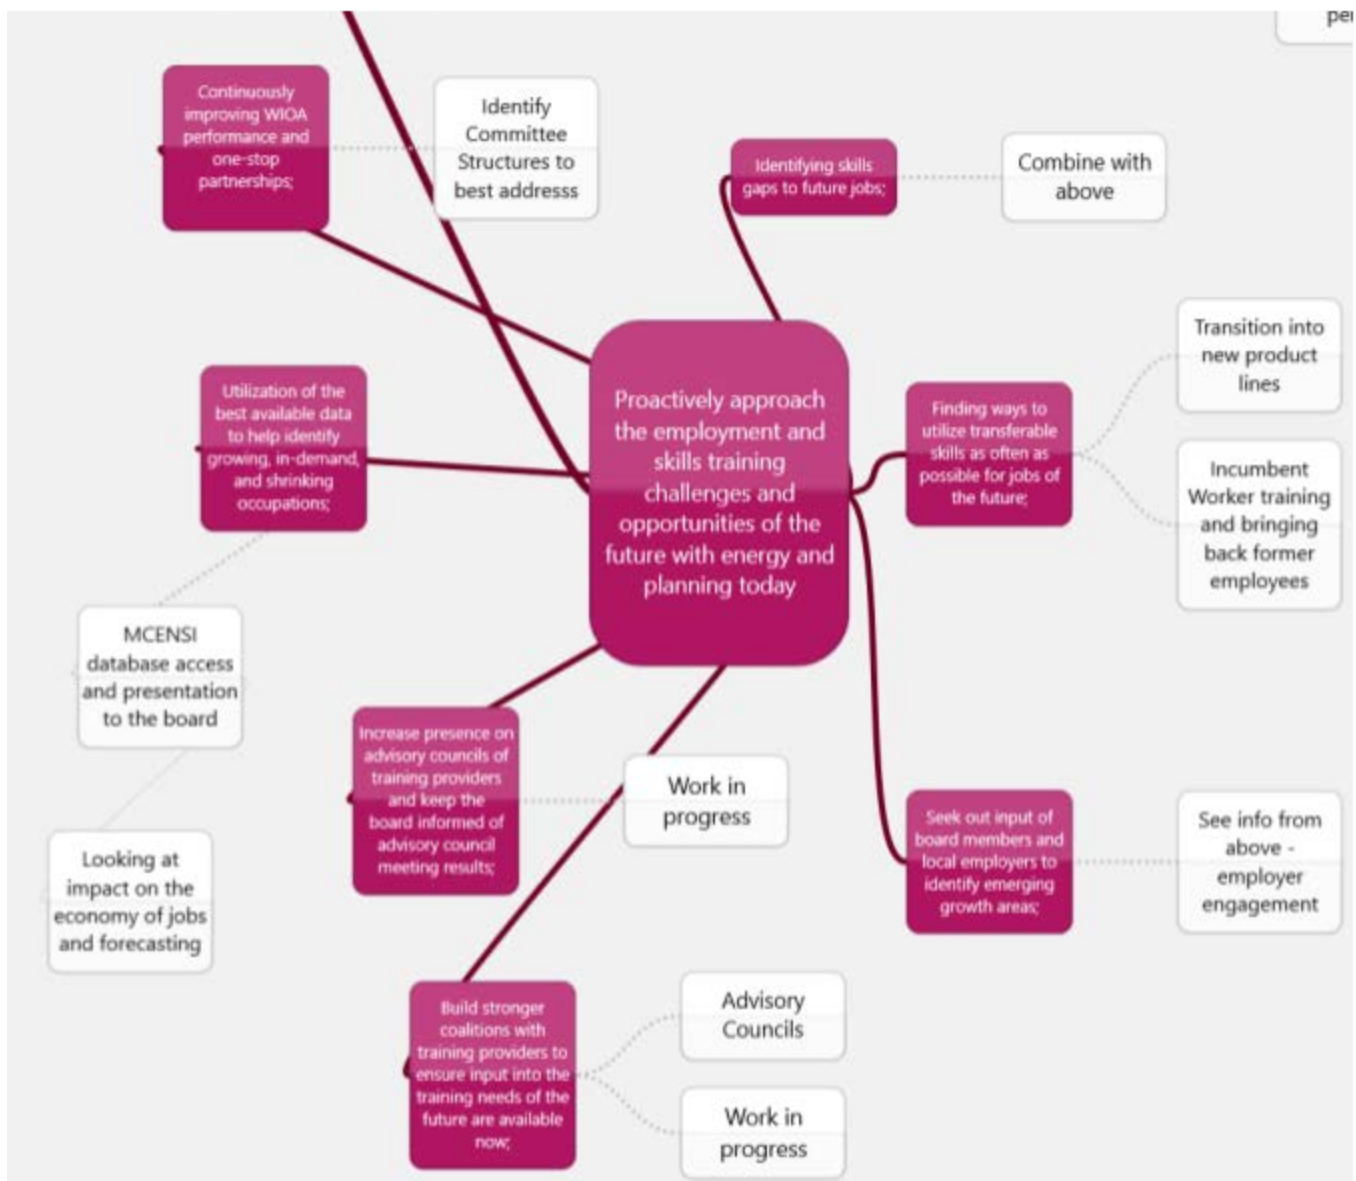 Continuously
improving WIOA
performance and
one-stop
partnerships;
Identify
Committee
Structures to
best addresss
Identifying skills
gaps to future jobs;
Combine with
above
Utilization of the
best available data
to help identify
growing, in-demand,
and shrinking
occupations;
Proactively approach
the employment and
skills training
challenges and
opportunities of the
future with energy and
planning today
Finding ways to
utilize transferable
skills as often as
possible for jobs of
the future;
Transition into
new product
lines
Incumbent
Worker training
and bringing
back former
employees
MCENSI
database access
and presentation
to the board
Looking at
impact on the
economy of jobs
and forecasting
Increase presence on
advisory councils of
training providers
and keep the
board informed of
advisory council
meeting results;
Work in
progress
Seek out input of
board members and
local employers to
identify emerging
growth areas;
See info from
above -
employer
engagement
Build stronger
coalitions with
training providers to
ensure input into the
training needs of the
future are available
now;
Advisory
Councils
Work in
progress